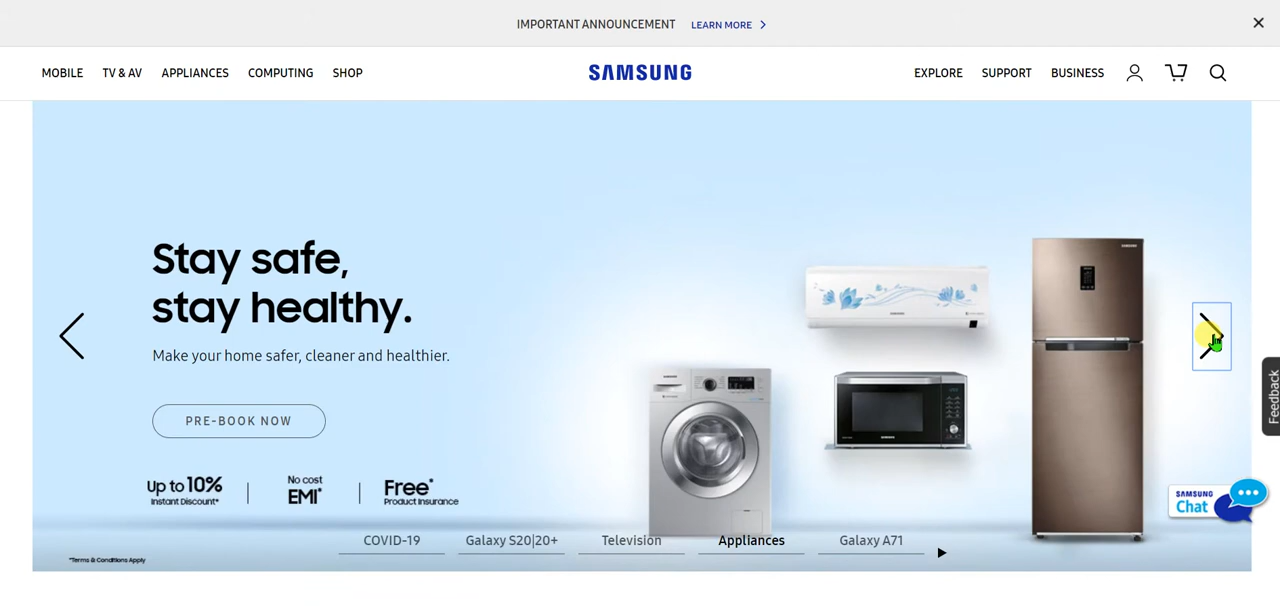 IMPORTANT ANNOUNCEMENT LEARN MORE
MOBILE TV & AV APPLIANCES COMPUTING SHOP SAMSUNG EXPLORE SUPPORT BUSINESS
Stay safe,
stay healthy.
Make your home safer, cleaner and healthier.
PRE-BOOK NOW
Up to 10%
Instant Discount*
No cost
EMI*
Free*
Product Insurance
SAMSUNG
Chat
Feedback
COVID-19 Galaxy S20|20+ Television Appliances Galaxy A71
*Terms & Conditions Apply